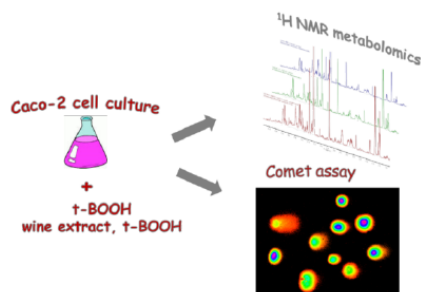 ¹H NMR metabolomics
Caco-2 cell culture
+
t-BOOH
wine extract, t-BOOH
Comet assay